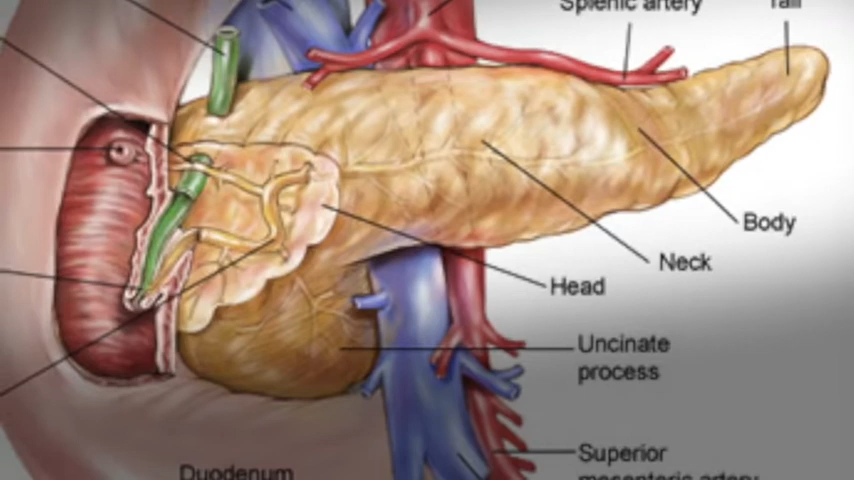 Splenic artery
Tail
Body
Neck
Head
Uncinate
process
Superior
mesenteric artery
Duodenum